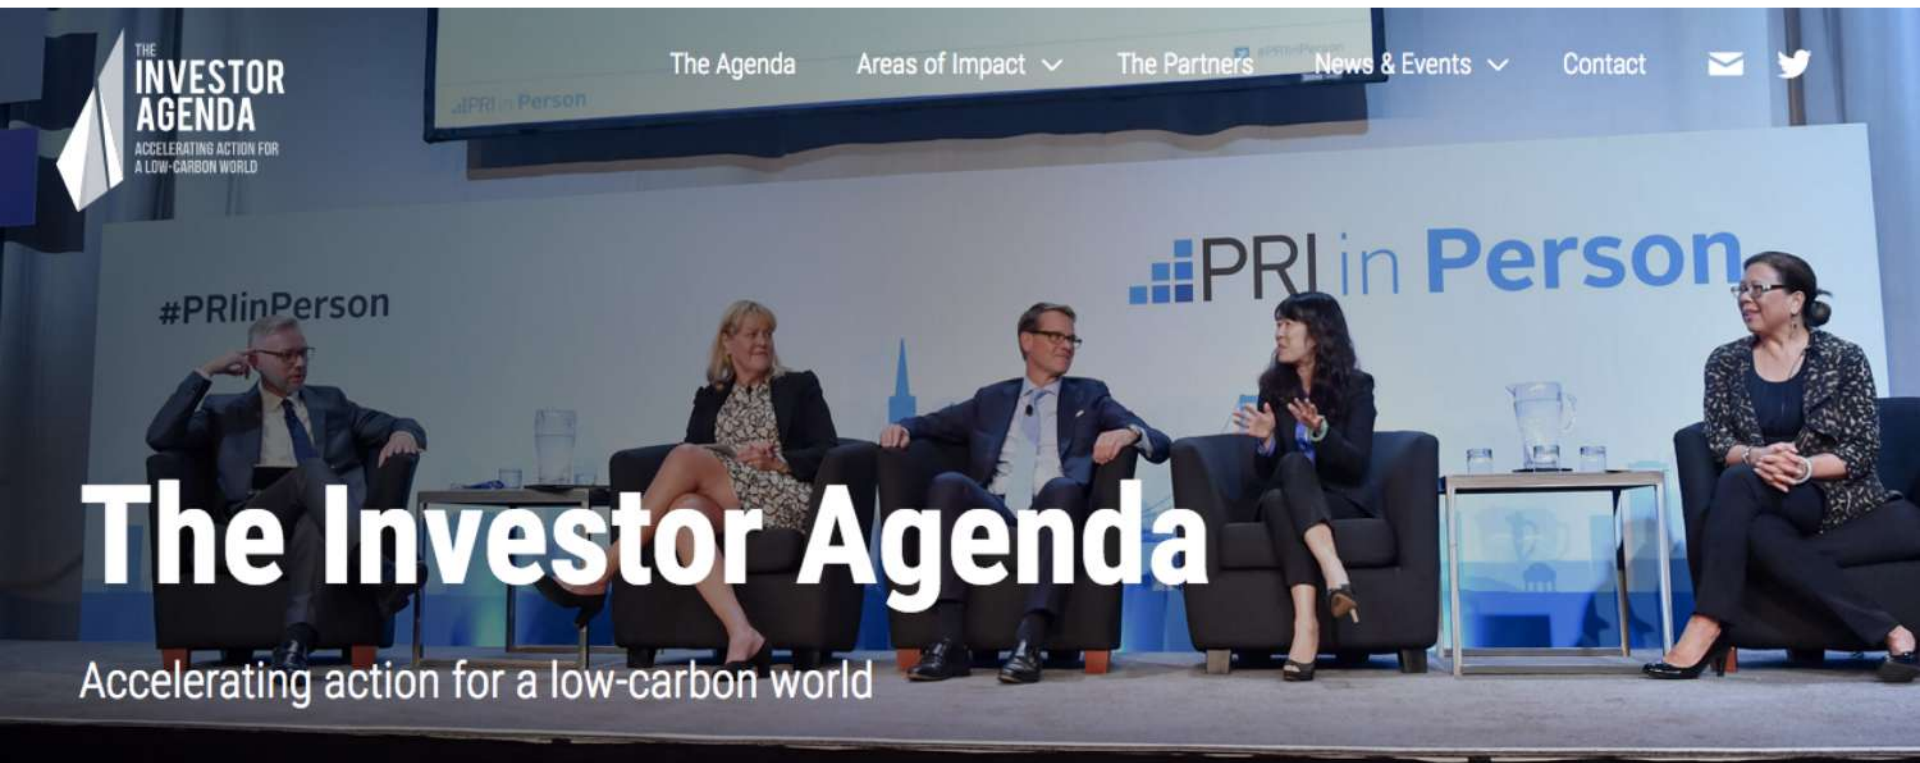 THE
INVESTOR
AGENDA
ACCELERATING ACTION FOR
A LOW-CARBON WORLD
The Agenda
Areas of Impact
The Partners
News & Events
Contact
#PRIinPerson
PRI in Person
PRI in Person
#PRIinPerson
The Investor Agenda
Accelerating action for a low-carbon world